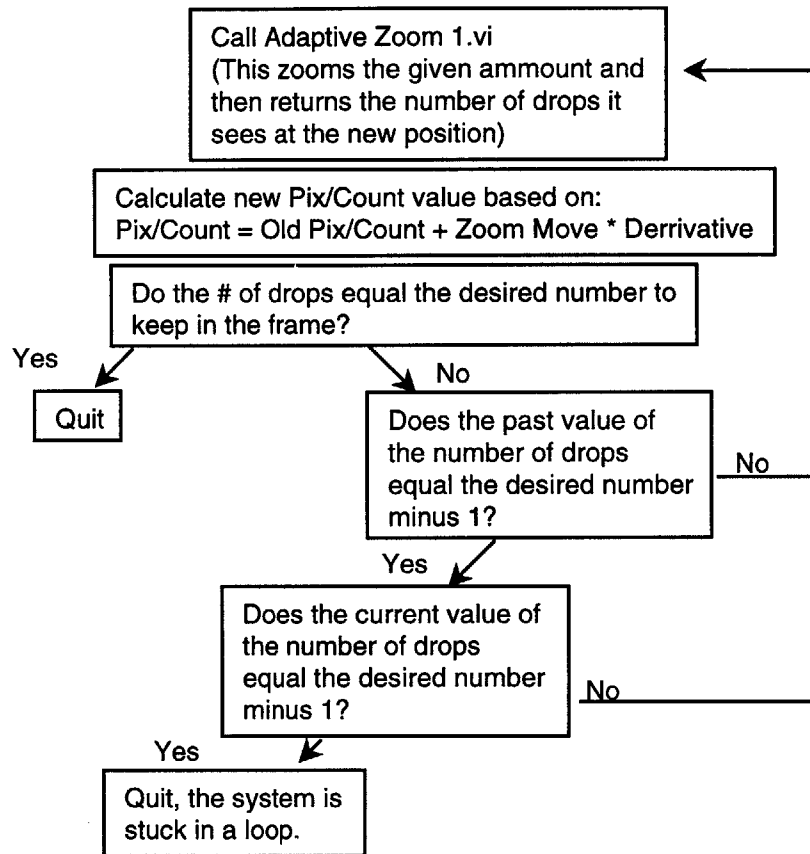 Call Adaptive Zoom 1.vi
(This zooms the given ammount and
then returns the number of drops it
sees at the new position)
Calculate new Pix/Count value based on:
Pix/Count = Old Pix/Count + Zoom Move * Derrivative
Do the # of drops equal the desired number to
keep in the frame?
Yes
No
Quit
Does the past value of
the number of drops
equal the desired number
minus 1?
No
Yes
Does the current value of
the number of drops
equal the desired number
minus 1?
No
Yes
Quit, the system is
stuck in a loop.